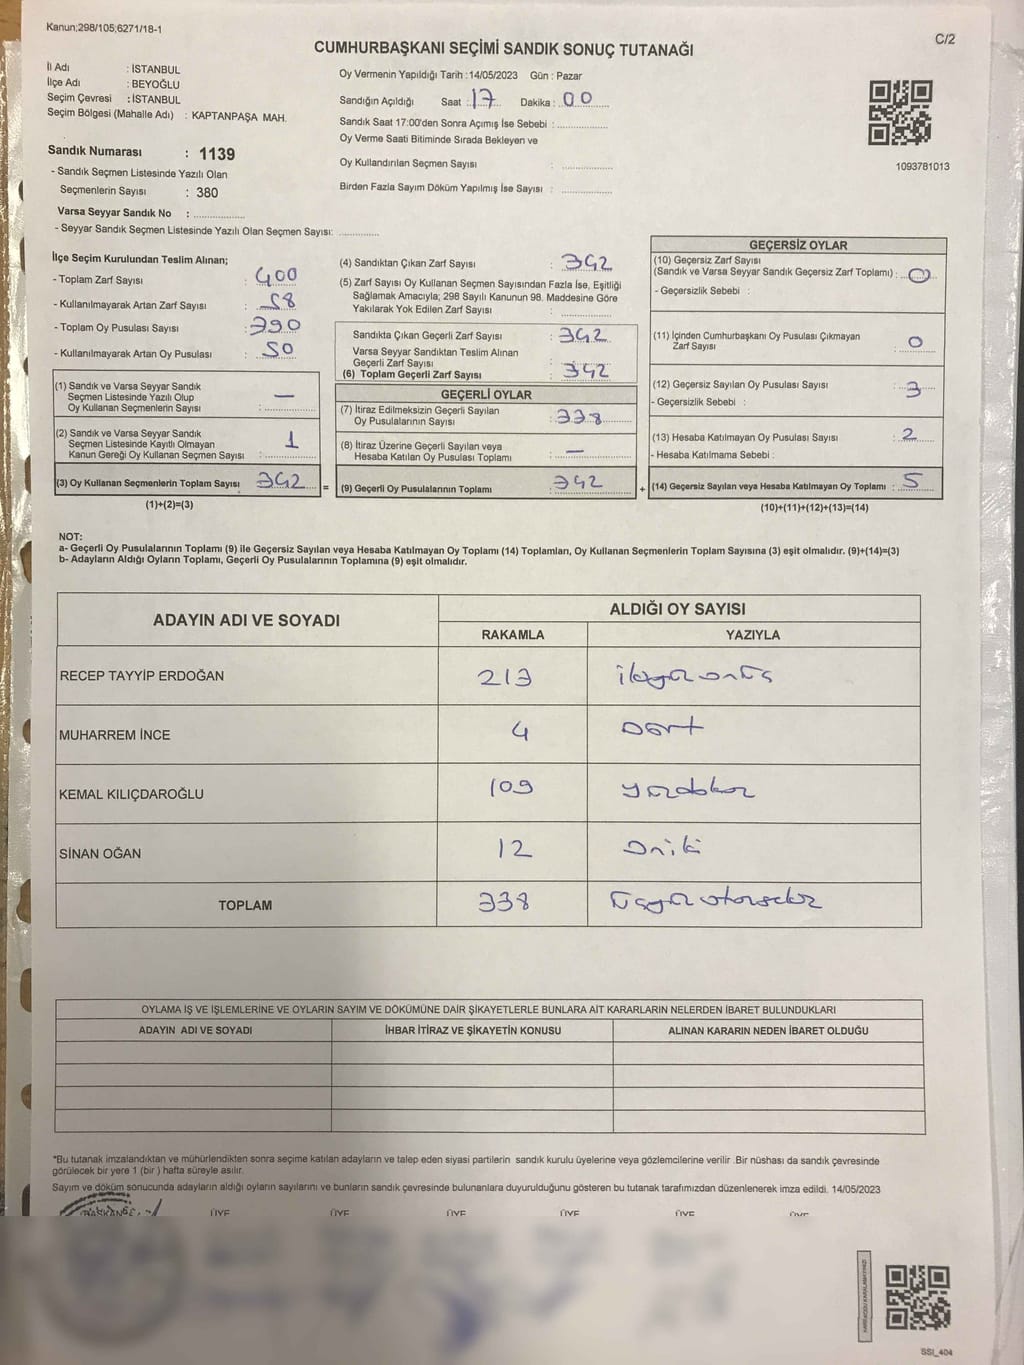 Kanun;298/105;6271/18-1
C/2
CUMHURBAŞKANI SEÇİMİ SANDIK SONUÇ TUTANAĞI
İl Adı : İSTANBUL
İlçe Adı : BEYOĞLU
Seçim Çevresi : İSTANBUL
Seçim Bölgesi (Mahalle Adı) : KAPTANPAŞA MAH.
Sandık Numarası : 1139
- Sandık Seçmen Listesinde Yazılı Olan
Seçmenlerin Sayısı : 380
Varsa Seyyar Sandık No : ................
- Seyyar Sandık Seçmen Listesinde Yazılı Olan Seçmen Sayısı: ............
Oy Vermenin Yapıldığı Tarih :14/05/2023 Gün : Pazar
Sandığın Açıldığı Saat : 17 Dakika : 00
Sandık Saat 17:00'den Sonra Açımış İse Sebebi : ................
Oy Verme Saati Bitiminde Sırada Bekleyen ve
Oy Kullandırılan Seçmen Sayısı : ................
Birden Fazla Sayım Döküm Yapılmış İse Sayısı : ................
1093781013
İlçe Seçim Kurulundan Teslim Alınan;
- Toplam Zarf Sayısı : 400
- Kullanılmayarak Artan Zarf Sayısı : 58
- Toplam Oy Pusulası Sayısı : 390
- Kullanılmayarak Artan Oy Pusulası : 50
(1) Sandık ve Varsa Seyyar Sandık
Seçmen Listesinde Yazılı Olup
Oy Kullanan Seçmenlerin Sayısı : —
(2) Sandık ve Varsa Seyyar Sandık
Seçmen Listesinde Kayıtlı Olmayan
Kanun Gereği Oy Kullanan Seçmen Sayısı : 1
(3) Oy Kullanan Seçmenlerin Toplam Sayısı 342 =
(1)+(2)=(3)
(4) Sandıktan Çıkan Zarf Sayısı : 342
(5) Zarf Sayısı Oy Kullanan Seçmen Sayısından Fazla İse, Eşitliği
Sağlamak Amacıyla; 298 Sayılı Kanunun 98. Maddesine Göre
Yakılarak Yok Edilen Zarf Sayısı : ................
Sandıkta Çıkan Geçerli Zarf Sayısı : 342
Varsa Seyyar Sandıktan Teslim Alınan
Geçerli Zarf Sayısı
(6) Toplam Geçerli Zarf Sayısı : 342
GEÇERLİ OYLAR
(7) İtiraz Edilmeksizin Geçerli Sayılan
Oy Pusulalarının Sayısı : 338
(8) İtiraz Üzerine Geçerli Sayılan veya
Hesaba Katılan Oy Pusulası Toplamı : —
(9) Geçerli Oy Pusulalarının Toplamı : 342 +
GEÇERSİZ OYLAR
(10) Geçersiz Zarf Sayısı
(Sandık ve Varsa Seyyar Sandık Geçersiz Zarf Toplamı) : 0
- Geçersizlik Sebebi :
(11) İçinden Cumhurbaşkanı Oy Pusulası Çıkmayan
Zarf Sayısı : 0
(12) Geçersiz Sayılan Oy Pusulası Sayısı : 3
- Geçersizlik Sebebi :
(13) Hesaba Katılmayan Oy Pusulası Sayısı : 2
- Hesaba Katılmama Sebebi :
(14) Geçersiz Sayılan veya Hesaba Katılmayan Oy Toplamı : 5
(10)+(11)+(12)+(13)=(14)
NOT:
a- Geçerli Oy Pusulalarının Toplamı (9) ile Geçersiz Sayılan veya Hesaba Katılmayan Oy Toplamı (14) Toplamları, Oy Kullanan Seçmenlerin Toplam Sayısına (3) eşit olmalıdır. (9)+(14)=(3)
b- Adayların Aldığı Oyların Toplamı, Geçerli Oy Pusulalarının Toplamına (9) eşit olmalıdır.
ADAYIN ADI VE SOYADI
ALDIĞI OY SAYISI
RAKAMLA YAZIYLA
RECEP TAYYİP ERDOĞAN 213 ikiyüz onüç
MUHARREM İNCE 4 Dört
KEMAL KILIÇDAROĞLU 109 yüzdokuz
SİNAN OĞAN 12 Oniki
TOPLAM 338 Üçyüz otuzsekiz
OYLAMA İŞ VE İŞLEMLERİNE VE OYLARIN SAYIM VE DÖKÜMÜNE DAİR ŞİKAYETLERLE BUNLARA AİT KARARLARIN NELERDEN İBARET BULUNDUKLARI
ADAYIN ADI VE SOYADI İHBAR İTİRAZ VE ŞİKAYETİN KONUSU ALINAN KARARIN NEDEN İBARET OLDUĞU
*Bu tutanak imzalandıktan ve mühürlendikten sonra seçime katılan adayların ve talep eden siyasi partilerin sandık kurulu üyelerine veya gözlemcilerine verilir .Bir nüshası da sandık çevresinde
görülecek bir yere 1 (bir ) hafta süreyle asılır.
Sayım ve döküm sonucunda adayların aldığı oyların sayılarını ve bunların sandık çevresinde bulunanlara duyurulduğunu gösteren bu tutanak tarafımızdan düzenlenerek imza edildi. 14/05/2023
ÜYE ÜYE ÜYE ÜYE ÜYE ÜYE
SSI_404